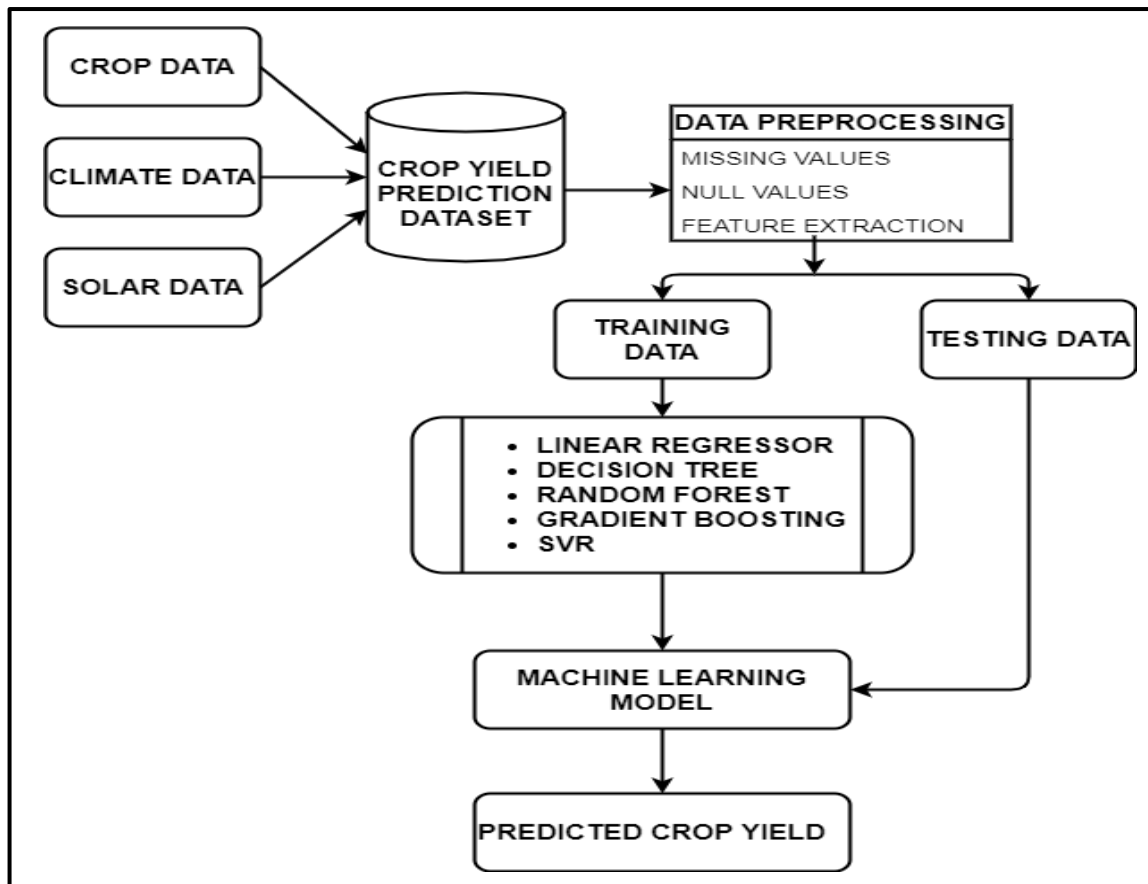 CROP DATA
CLIMATE DATA
SOLAR DATA
CROP YIELD
PREDICTION
DATASET
DATA PREPROCESSING
MISSING VALUES
NULL VALUES
FEATURE EXTRACTION
TRAINING
DATA
TESTING DATA
• LINEAR REGRESSOR
• DECISION TREE
• RANDOM FOREST
• GRADIENT BOOSTING
• SVR
MACHINE LEARNING
MODEL
PREDICTED CROP YIELD